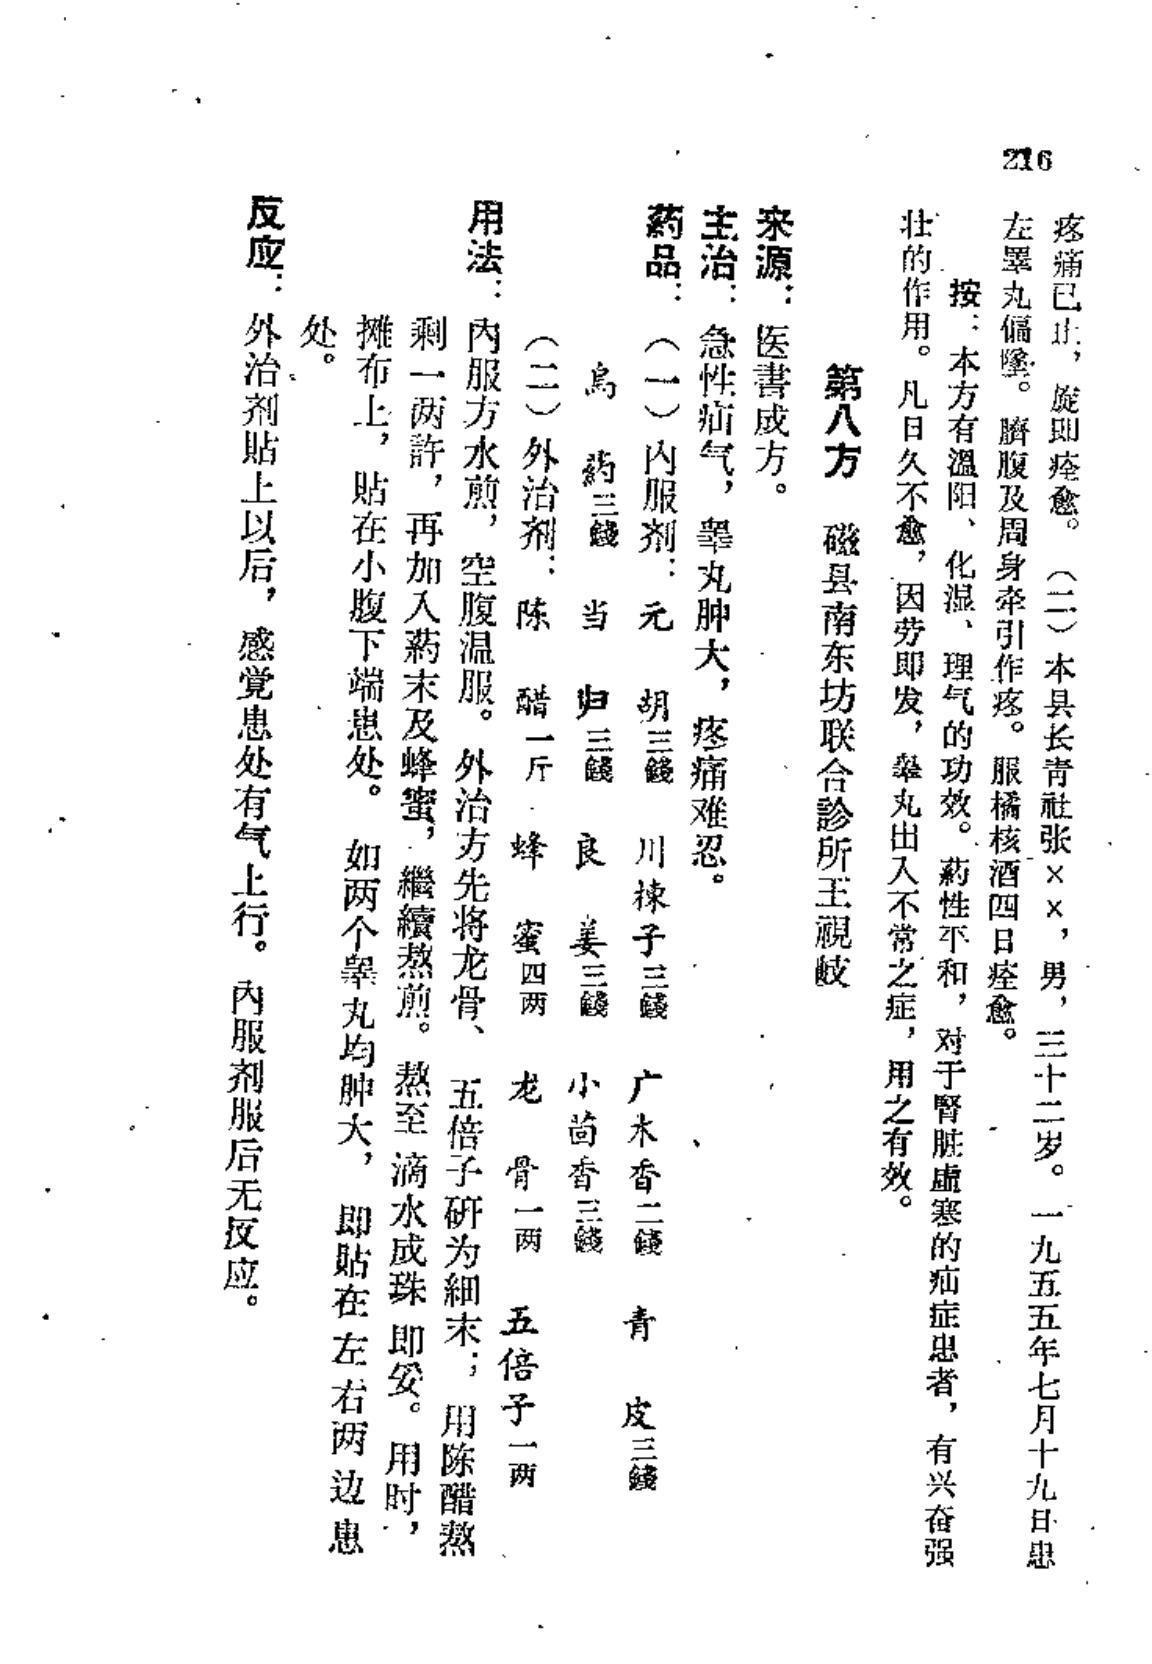 216
疼痛已止，旋即痊愈。（二）本县长青社张××，男，三十二岁。一九五五年七月十九日患
左睪丸偏墜。臍腹及周身牵引作疼。服橘核酒四日痊愈。
按：本方有溫阳、化湿、理气的功效。葯性平和，对于腎脏虛寒的疝症患者，有兴奋强
壮的作用。凡日久不愈，因劳即发，睾丸出入不常之症，用之有效。
第八方　磁县南东坊联合診所王視岐
来源：医書成方。
主治：急性疝气，睾丸肿大，疼痛难忍。
葯品：（一）內服剂：元　胡三錢　川楝子三錢　广木香二錢　青　皮三錢
烏　葯三錢　当　归三錢　良　姜三錢　小茴香三錢
（二）外治剂：陈　醋一斤　蜂　蜜四两　龙　骨一两　五倍子一两
用法：內服方水煎，空腹温服。外治方先将龙骨、五倍子研为細末；用陈醋熬
剩一两許，再加入葯末及蜂蜜，繼續熬煎。熬至滴水成珠即妥。用时，
摊布上，貼在小腹下端患处。如两个睾丸均肿大，即貼在左右两边患
处。
反应：外治剂貼上以后，感觉患处有气上行。內服剂服后无反应。